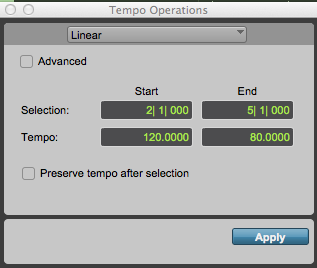 Tempo Operations
Linear
Advanced
Start End
Selection: 2| 1| 000 5| 1| 000
Tempo: 120.0000 80.0000
Preserve tempo after selection
Apply